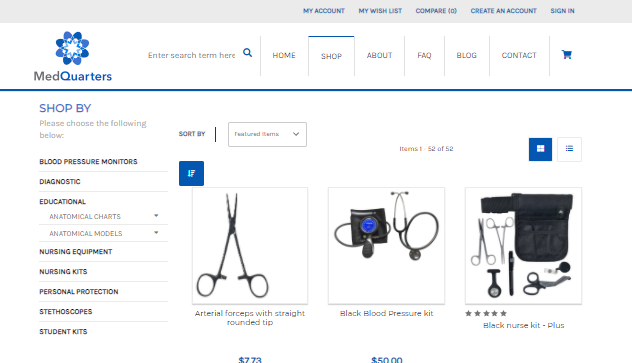 MY ACCOUNT MY WISH LIST COMPARE (0) CREATE AN ACCOUNT SIGN IN
MedQuarters
Enter search term here
HOME SHOP ABOUT FAQ BLOG CONTACT
SHOP BY
Please choose the following
below:
SORT BY Featured Items
Items 1 - 52 of 52
BLOOD PRESSURE MONITORS
DIAGNOSTIC
EDUCATIONAL
ANATOMICAL CHARTS
ANATOMICAL MODELS
NURSING EQUIPMENT
NURSING KITS
PERSONAL PROTECTION
STETHOSCOPES
STUDENT KITS
Arterial forceps with straight
rounded tip
$7.73
Black Blood Pressure kit
$50.00
Black nurse kit - Plus